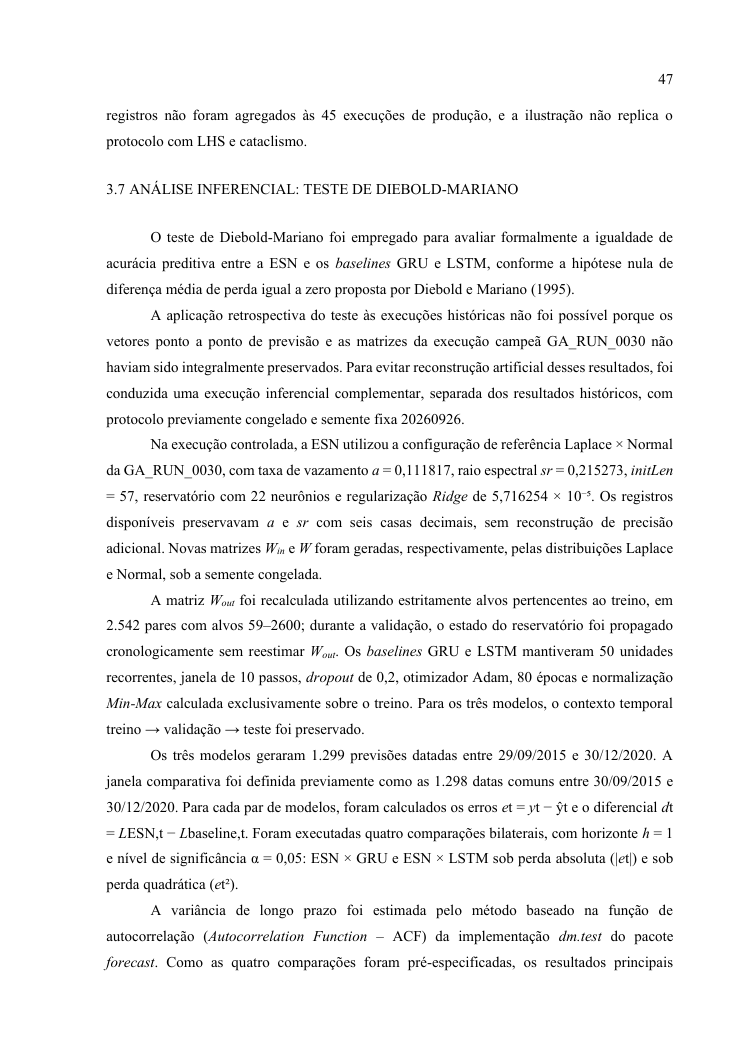 47
registros não foram agregados às 45 execuções de produção, e a ilustração não replica o
protocolo com LHS e cataclismo.
3.7 ANÁLISE INFERENCIAL: TESTE DE DIEBOLD-MARIANO
O teste de Diebold-Mariano foi empregado para avaliar formalmente a igualdade de
acurácia preditiva entre a ESN e os baselines GRU e LSTM, conforme a hipótese nula de
diferença média de perda igual a zero proposta por Diebold e Mariano (1995).
A aplicação retrospectiva do teste às execuções históricas não foi possível porque os
vetores ponto a ponto de previsão e as matrizes da execução campeã GA_RUN_0030 não
haviam sido integralmente preservados. Para evitar reconstrução artificial desses resultados, foi
conduzida uma execução inferencial complementar, separada dos resultados históricos, com
protocolo previamente congelado e semente fixa 20260926.
Na execução controlada, a ESN utilizou a configuração de referência Laplace × Normal
da GA_RUN_0030, com taxa de vazamento a = 0,111817, raio espectral sr = 0,215273, initLen
= 57, reservatório com 22 neurônios e regularização Ridge de 5,716254 × 10⁻⁵. Os registros
disponíveis preservavam a e sr com seis casas decimais, sem reconstrução de precisão
adicional. Novas matrizes Win e W foram geradas, respectivamente, pelas distribuições Laplace
e Normal, sob a semente congelada.
A matriz Wout foi recalculada utilizando estritamente alvos pertencentes ao treino, em
2.542 pares com alvos 59–2600; durante a validação, o estado do reservatório foi propagado
cronologicamente sem reestimar Wout. Os baselines GRU e LSTM mantiveram 50 unidades
recorrentes, janela de 10 passos, dropout de 0,2, otimizador Adam, 80 épocas e normalização
Min-Max calculada exclusivamente sobre o treino. Para os três modelos, o contexto temporal
treino → validação → teste foi preservado.
Os três modelos geraram 1.299 previsões datadas entre 29/09/2015 e 30/12/2020. A
janela comparativa foi definida previamente como as 1.298 datas comuns entre 30/09/2015 e
30/12/2020. Para cada par de modelos, foram calculados os erros et = yt − ŷt e o diferencial dt
= LESN,t − Lbaseline,t. Foram executadas quatro comparações bilaterais, com horizonte h = 1
e nível de significância α = 0,05: ESN × GRU e ESN × LSTM sob perda absoluta (|et|) e sob
perda quadrática (et²).
A variância de longo prazo foi estimada pelo método baseado na função de
autocorrelação (Autocorrelation Function – ACF) da implementação dm.test do pacote
forecast. Como as quatro comparações foram pré-especificadas, os resultados principais